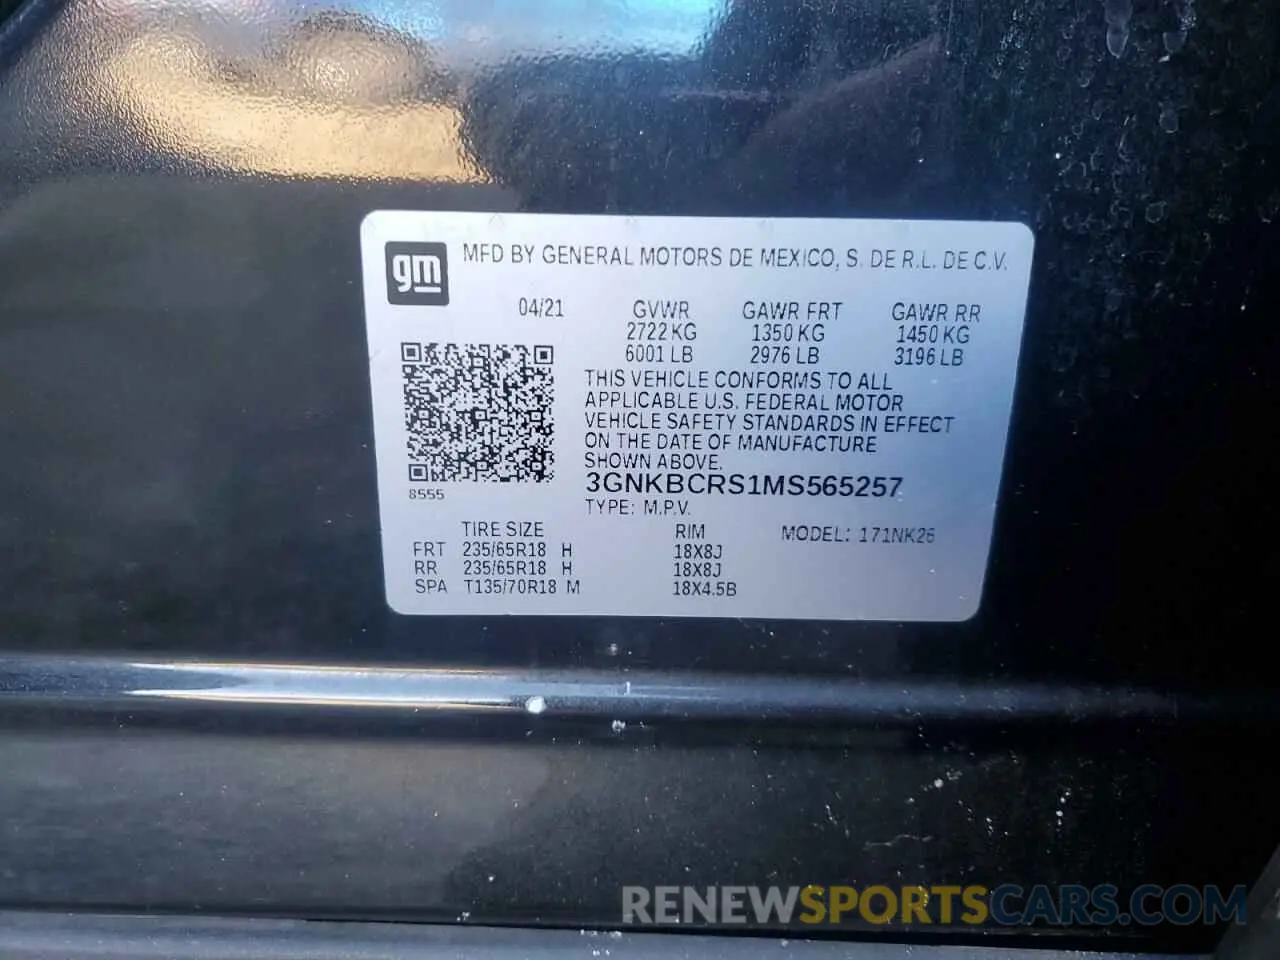 gm
MFD BY GENERAL MOTORS DE MEXICO, S. DE R.L. DE C.V.
04/21 GVWR GAWR FRT GAWR RR
2722 KG 1350 KG 1450 KG
6001 LB 2976 LB 3196 LB
THIS VEHICLE CONFORMS TO ALL
APPLICABLE U.S. FEDERAL MOTOR
VEHICLE SAFETY STANDARDS IN EFFECT
ON THE DATE OF MANUFACTURE
SHOWN ABOVE.
3GNKBCRS1MS565257
8555
TYPE: M.P.V.
TIRE SIZE RIM MODEL: 171NK26
FRT 235/65R18 H 18X8J
RR 235/65R18 H 18X8J
SPA T135/70R18 M 18X4.5B
RENEWSPORTSCARS.COM